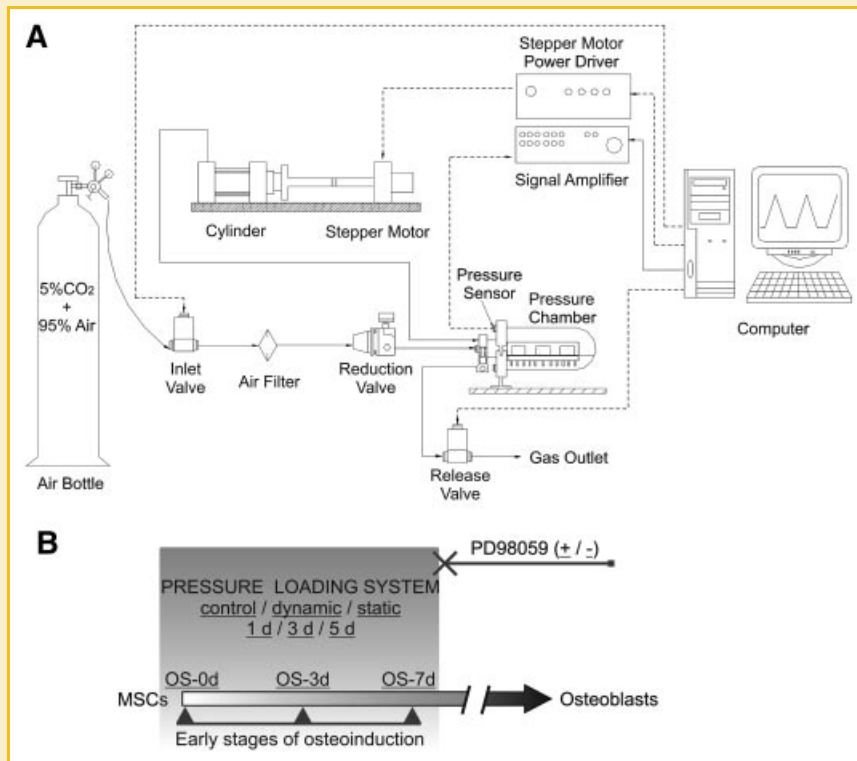 A
Stepper Motor
Power Driver
Signal Amplifier
Cylinder
Stepper Motor
5%CO₂
+
95% Air
Pressure
Sensor
Pressure
Chamber
Computer
Inlet
Valve
Air Filter
Reduction
Valve
Air Bottle
Release
Valve
Gas Outlet
B
PD98059 (+ / -)
PRESSURE LOADING SYSTEM
control / dynamic / static
1 d / 3 d / 5 d
OS-0d
OS-3d
OS-7d
MSCs
Osteoblasts
Early stages of osteoinduction